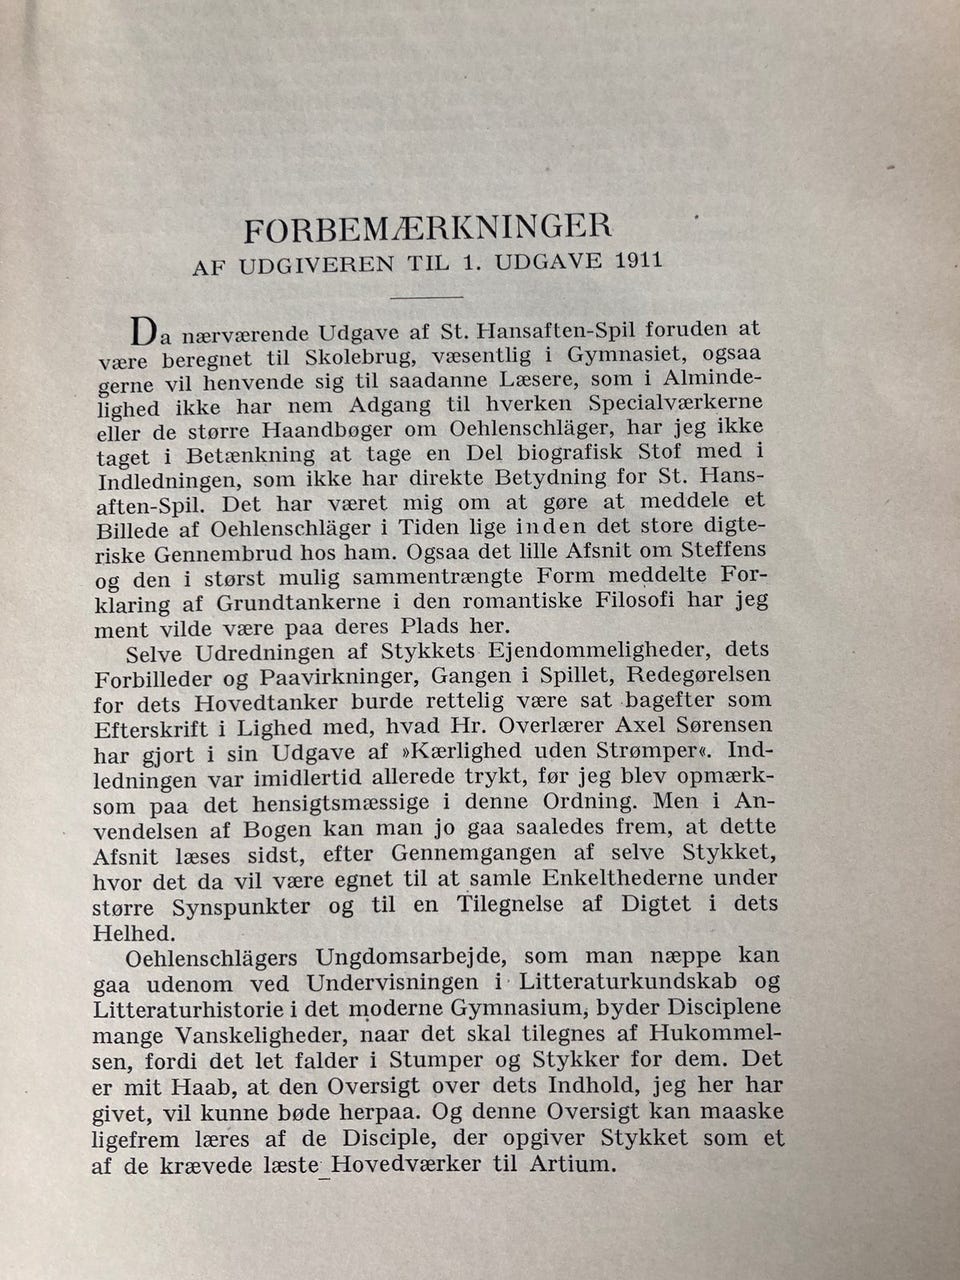 FORBEMÆRKNINGER
AF UDGIVEREN TIL 1. UDGAVE 1911
Da nærværende Udgave af St. Hansaften-Spil foruden at
være beregnet til Skolebrug, væsentlig i Gymnasiet, ogsaa
gerne vil henvende sig til saadanne Læsere, som i Alminde-
lighed ikke har nem Adgang til hverken Specialværkerne
eller de større Haandbøger om Oehlenschläger, har jeg ikke
taget i Betænkning at tage en Del biografisk Stof med i
Indledningen, som ikke har direkte Betydning for St. Hans-
aften-Spil. Det har været mig om at gøre at meddele et
Billede af Oehlenschläger i Tiden lige inden det store digte-
riske Gennembrud hos ham. Ogsaa det lille Afsnit om Steffens
og den i størst mulig sammentrængte Form meddelte For-
klaring af Grundtankerne i den romantiske Filosofi har jeg
ment vilde være paa deres Plads her.
Selve Udredningen af Stykkets Ejendommeligheder, dets
Forbilleder og Paavirkninger, Gangen i Spillet, Redegørelsen
for dets Hovedtanker burde rettelig være sat bagefter som
Efterskrift i Lighed med, hvad Hr. Overlærer Axel Sørensen
har gjort i sin Udgave af »Kærlighed uden Strømper«. Ind-
ledningen var imidlertid allerede trykt, før jeg blev opmærk-
som paa det hensigtsmæssige i denne Ordning. Men i An-
vendelsen af Bogen kan man jo gaa saaledes frem, at dette
Afsnit læses sidst, efter Gennemgangen af selve Stykket,
hvor det da vil være egnet til at samle Enkelthederne under
større Synspunkter og til en Tilegnelse af Digtet i dets
Helhed.
Oehlenschlägers Ungdomsarbejde, som man næppe kan
gaa udenom ved Undervisningen i Litteraturkundskab og
Litteraturhistorie i det moderne Gymnasium, byder Disciplene
mange Vanskeligheder, naar det skal tilegnes af Hukommel-
sen, fordi det let falder i Stumper og Stykker for dem. Det
er mit Haab, at den Oversigt over dets Indhold, jeg her har
givet, vil kunne bøde herpaa. Og denne Oversigt kan maaske
ligefrem læres af de Disciple, der opgiver Stykket som et
af de krævede læste Hovedværker til Artium.